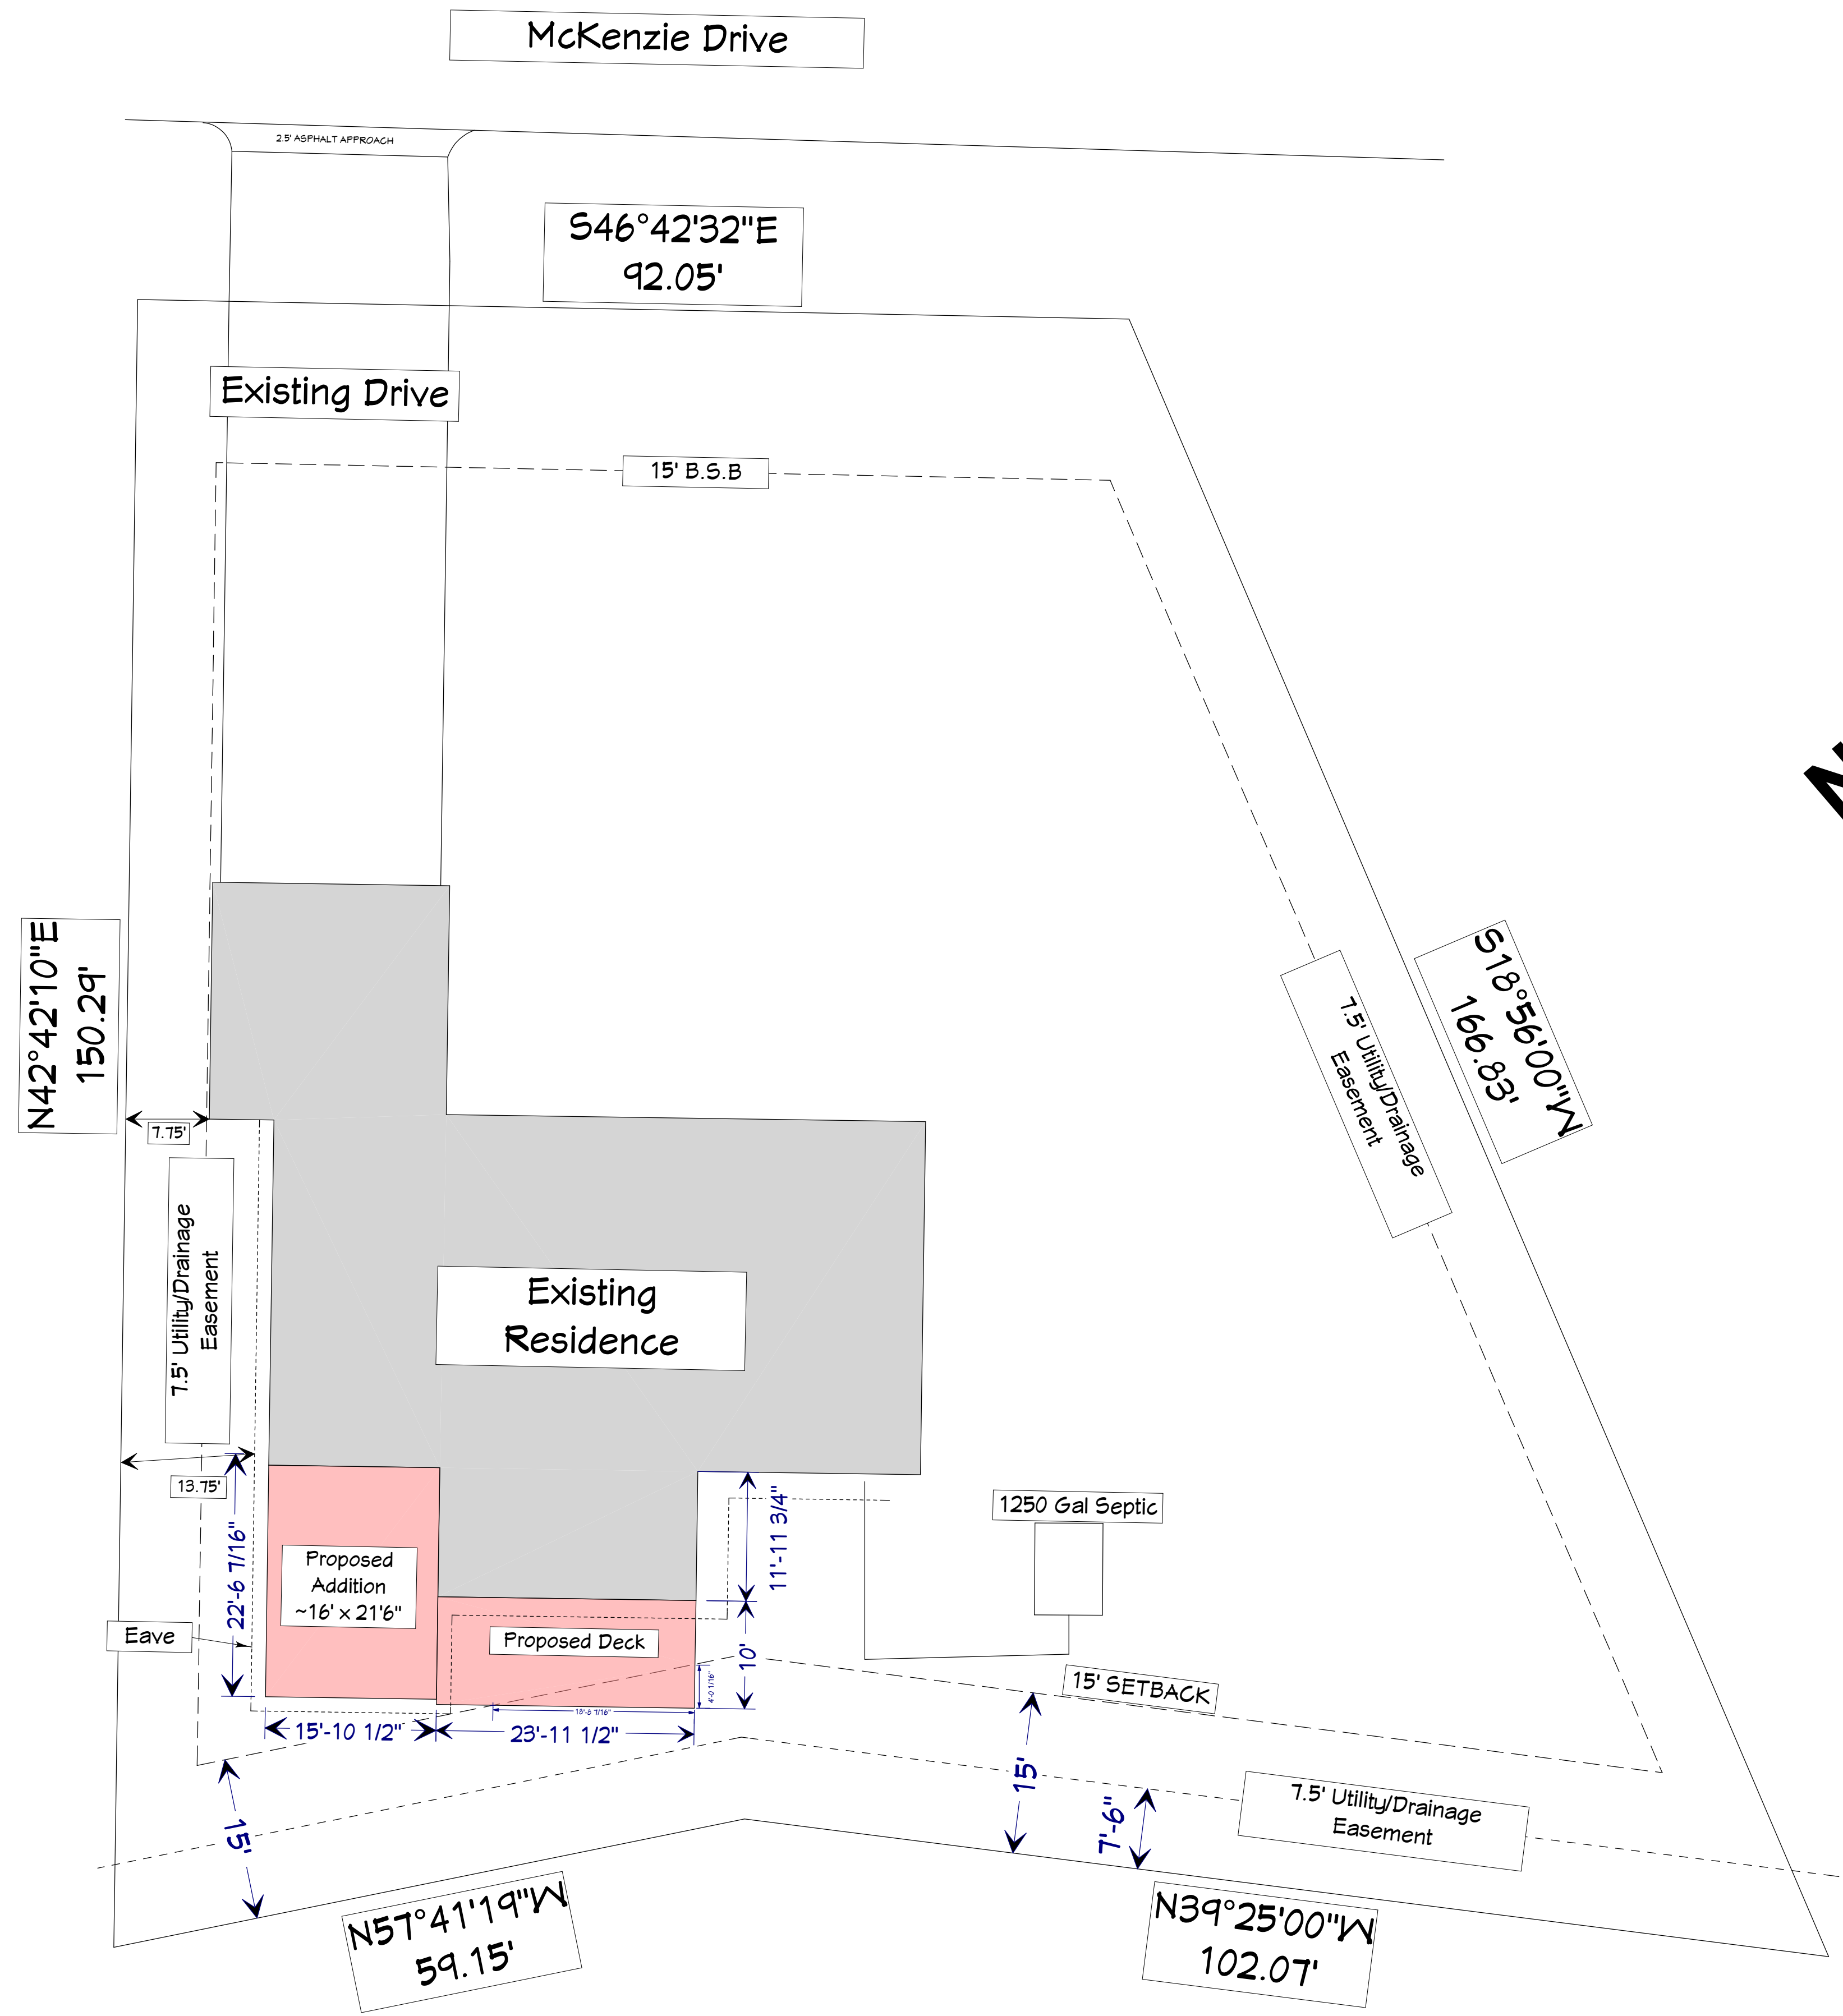 McKenzie Drive
2.5' ASPHALT APPROACH
S46°42'32"E
92.05'
Existing Drive
15' B.S.B
N
N42°42'10"E
150.29'
S18°56'00"W
166.83'
7.5' Utility/Drainage
Easement
7.75'
7.5' Utility/Drainage
Easement
Existing
Residence
13.75'
22'-6 7/16"
11'-11 3/4"
1250 Gal Septic
Proposed
Addition
~16' x 21'6"
Eave
Proposed Deck
10'
4'-0 1/16"
15' SETBACK
15'-10 1/2"
23'-11 1/2"
15'
15'
7'-6"
7.5' Utility/Drainage
Easement
N57°41'19"W
59.15'
N39°25'00"W
102.07'